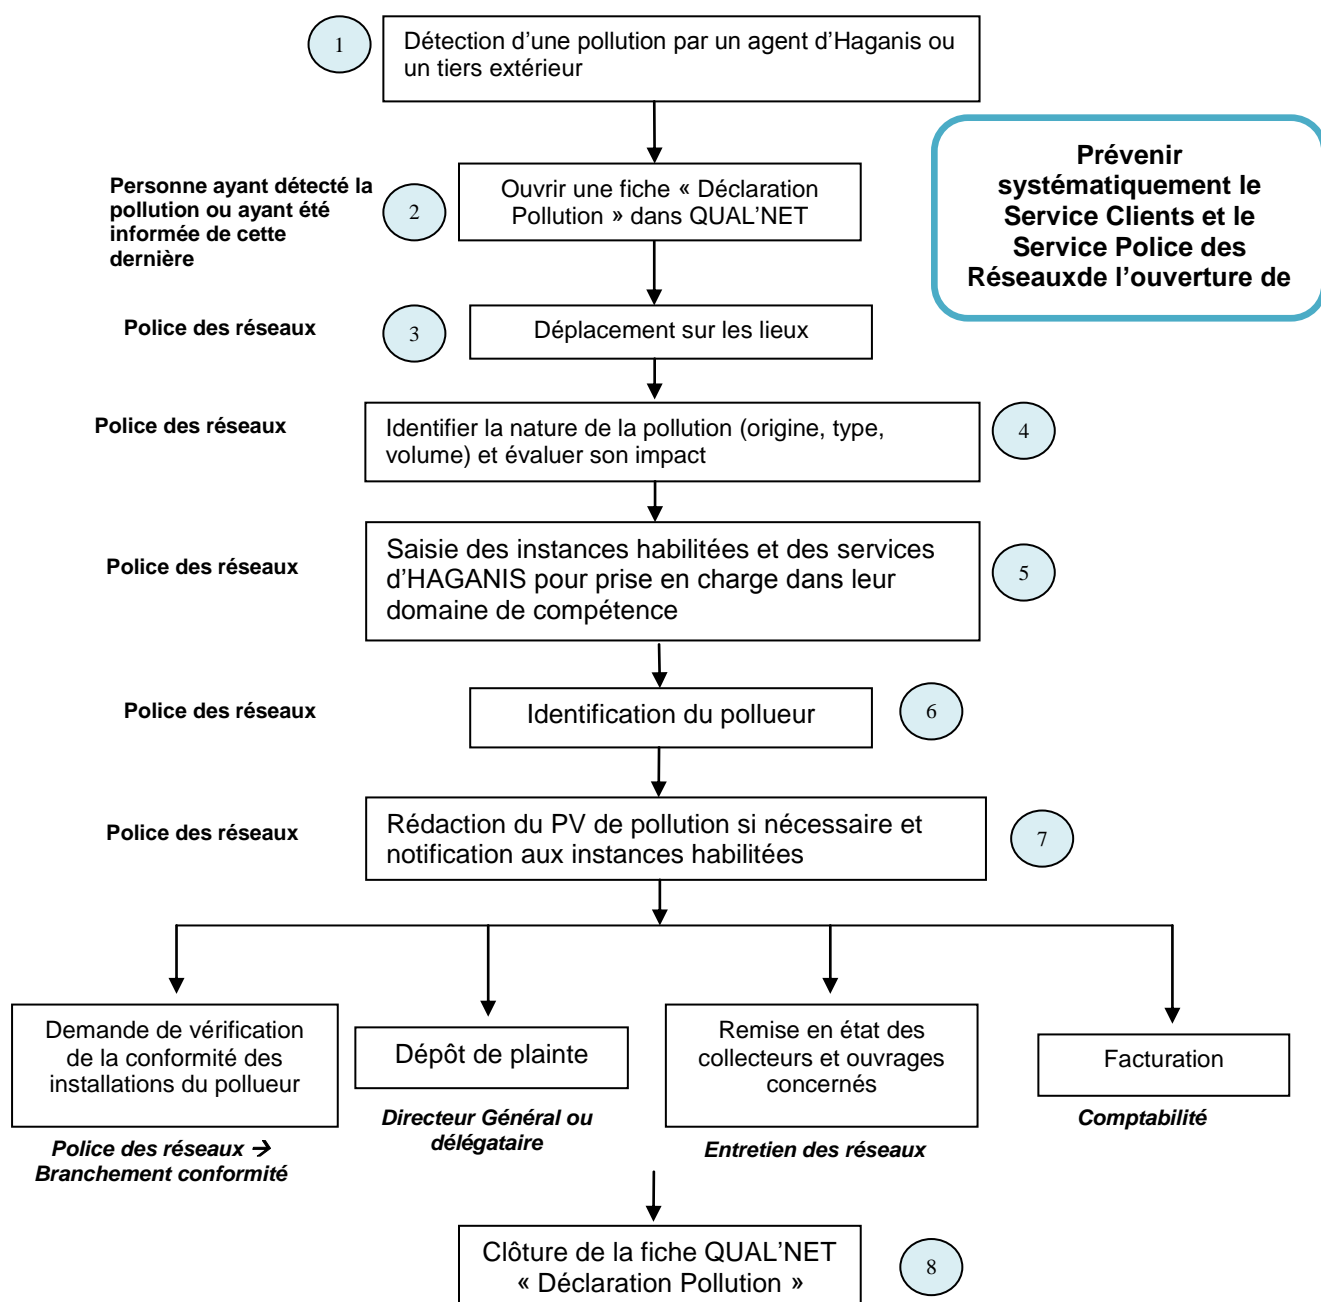 1
Détection d’une pollution par un agent d’Haganis ou
un tiers extérieur
Prévenir
systématiquement le
Service Clients et le
Service Police des
Réseauxde l’ouverture de
Personne ayant détecté la
pollution ou ayant été
informée de cette
dernière
2
Ouvrir une fiche « Déclaration
Pollution » dans QUAL’NET
Police des réseaux
3
Déplacement sur les lieux
Police des réseaux
Identifier la nature de la pollution (origine, type,
volume) et évaluer son impact
4
Police des réseaux
Saisie des instances habilitées et des services
d’HAGANIS pour prise en charge dans leur
domaine de compétence
5
Police des réseaux
Identification du pollueur
6
Police des réseaux
Rédaction du PV de pollution si nécessaire et
notification aux instances habilitées
7
Demande de vérification
de la conformité des
installations du pollueur
Police des réseaux →
Branchement conformité
Dépôt de plainte
Directeur Général ou
délégataire
Remise en état des
collecteurs et ouvrages
concernés
Entretien des réseaux
Facturation
Comptabilité
Clôture de la fiche QUAL’NET
« Déclaration Pollution »
8